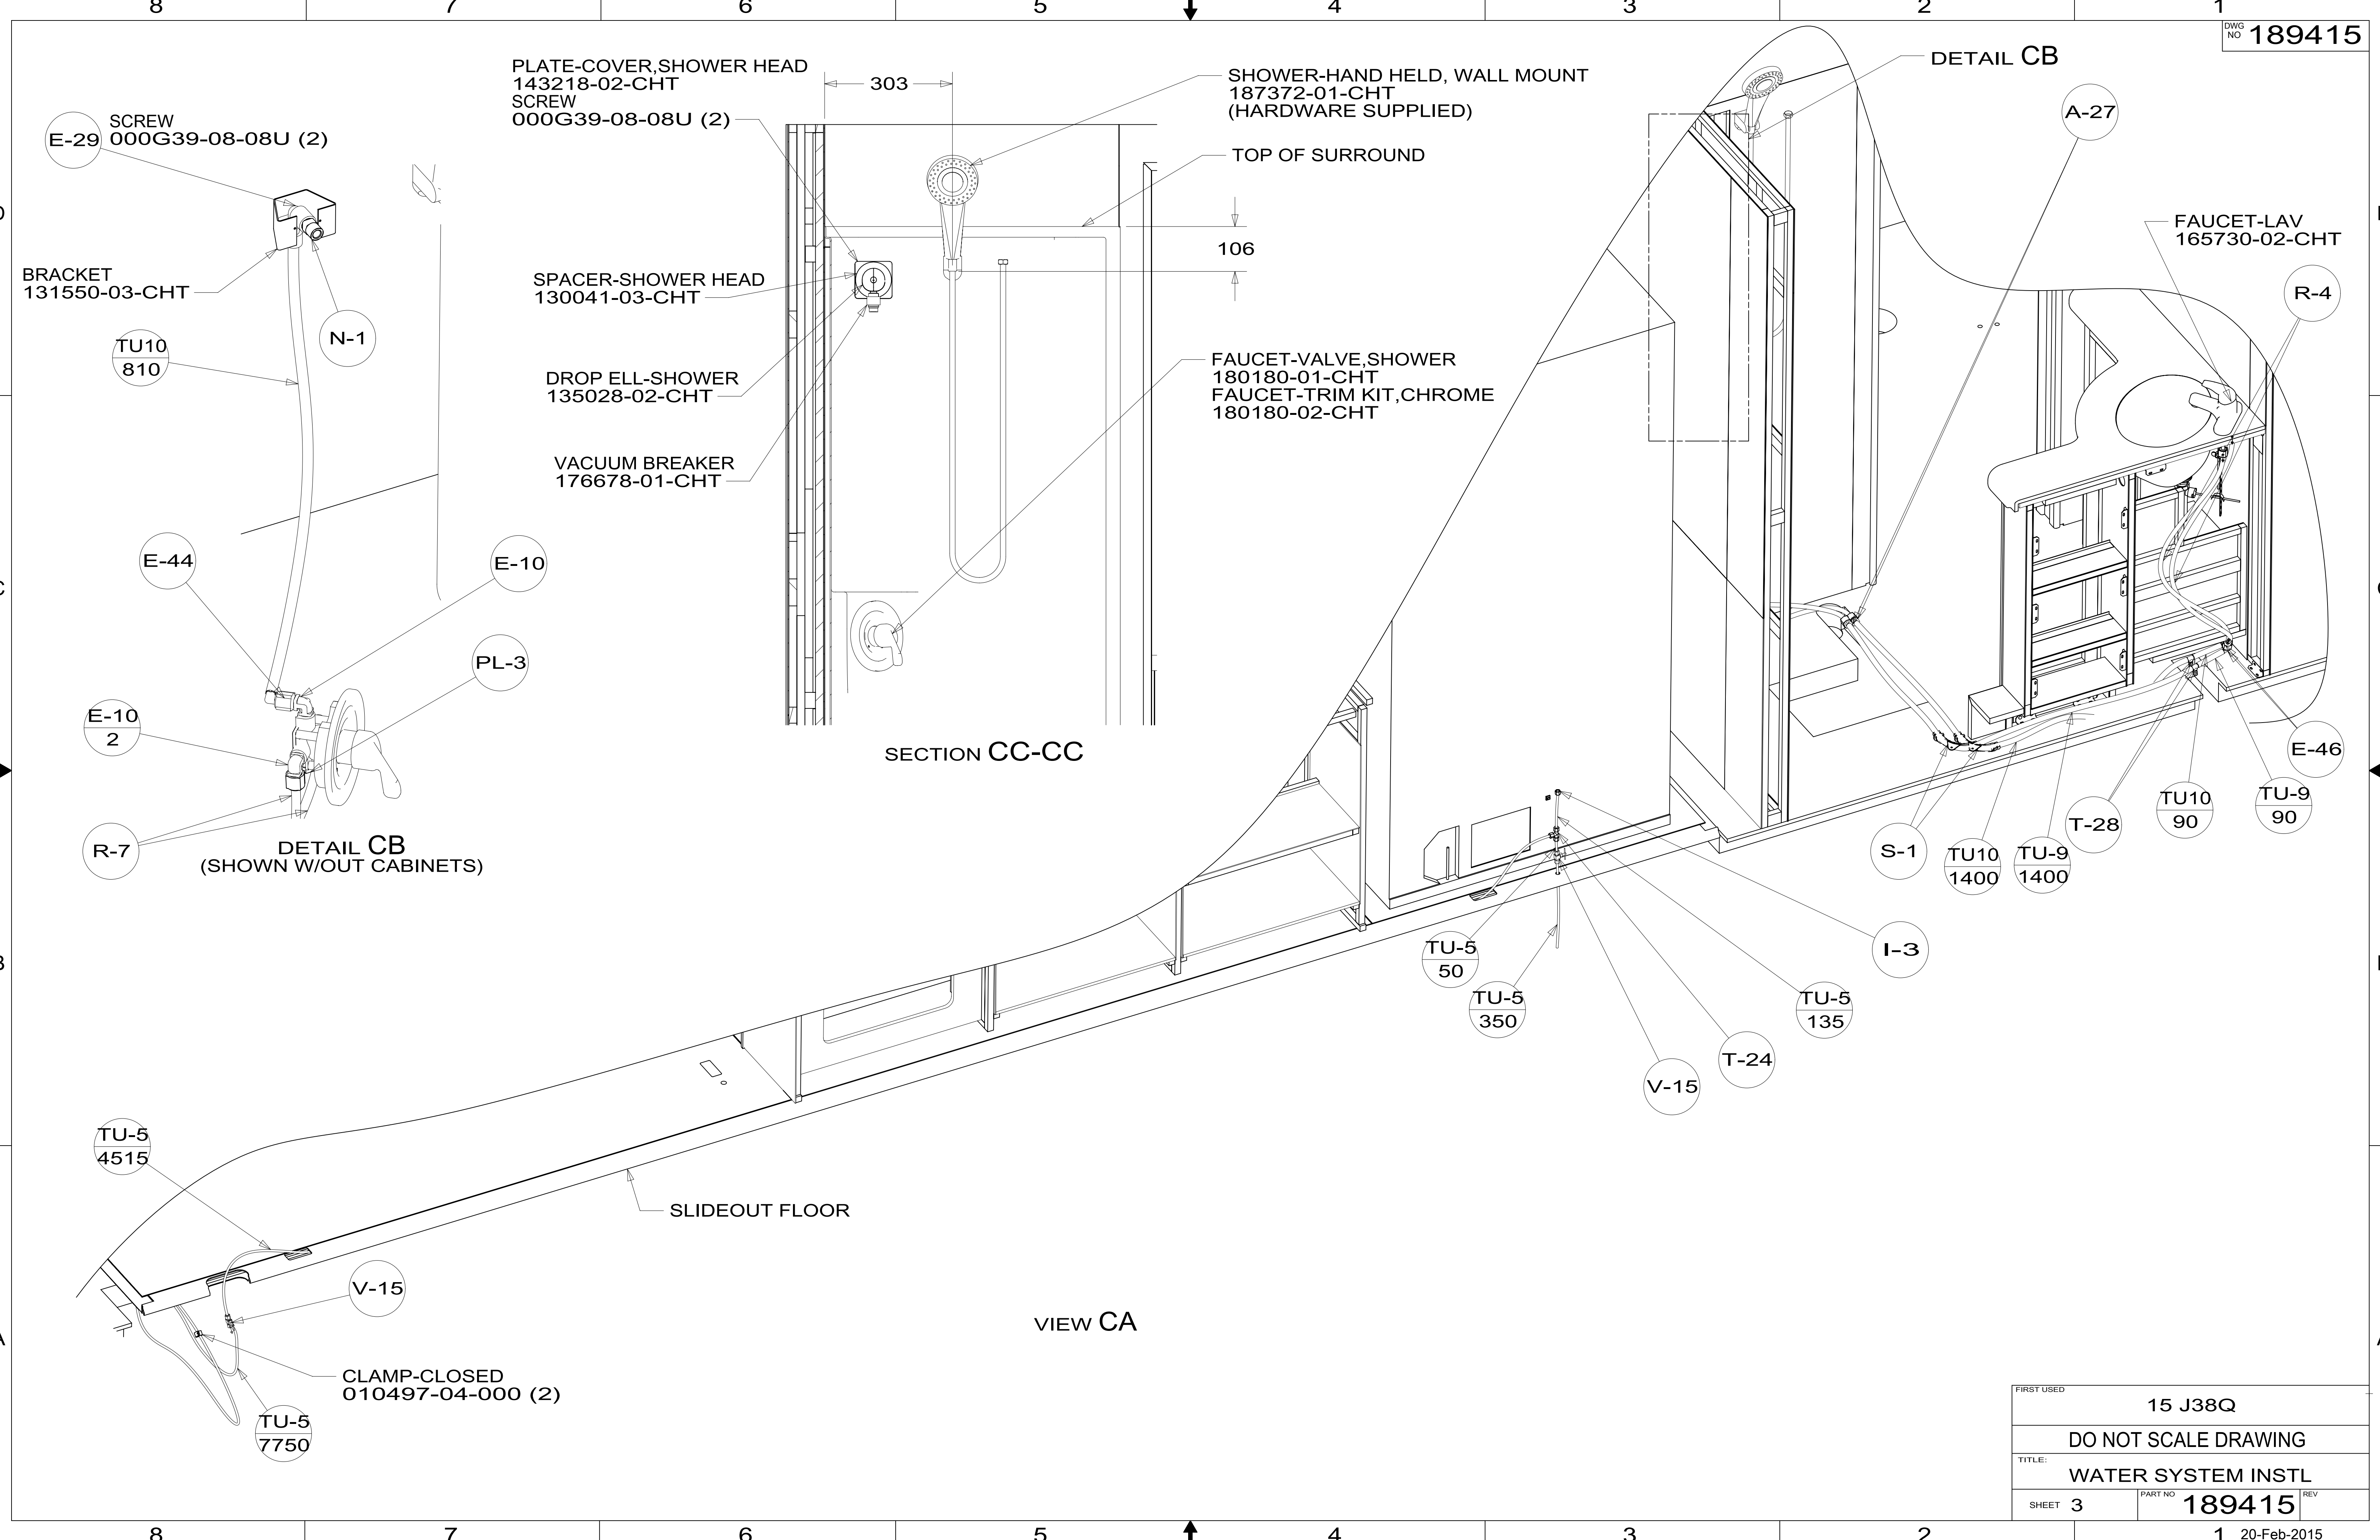 8 7 6 5 4 3 2 1
DWG
NO 189415
PLATE-COVER,SHOWER HEAD
143218-02-CHT
SCREW
000G39-08-08U (2)
303
SHOWER-HAND HELD, WALL MOUNT
187372-01-CHT
(HARDWARE SUPPLIED)
TOP OF SURROUND
106
DETAIL CB
A-27
SCREW
E-29 000G39-08-08U (2)
BRACKET
131550-03-CHT
N-1
TU10
810
SPACER-SHOWER HEAD
130041-03-CHT
DROP ELL-SHOWER
135028-02-CHT
VACUUM BREAKER
176678-01-CHT
FAUCET-VALVE,SHOWER
180180-01-CHT
FAUCET-TRIM KIT,CHROME
180180-02-CHT
FAUCET-LAV
165730-02-CHT
R-4
E-44
E-10
PL-3
E-10
2
R-7
DETAIL CB
(SHOWN W/OUT CABINETS)
SECTION CC-CC
E-46
TU-9
90
TU10
90
T-28
TU-9
1400
TU10
1400
S-1
I-3
TU-5
50
TU-5
350
TU-5
135
T-24
V-15
TU-5
4515
SLIDEOUT FLOOR
V-15
CLAMP-CLOSED
010497-04-000 (2)
TU-5
7750
VIEW CA
C
B
A
FIRST USED
15 J38Q
DO NOT SCALE DRAWING
TITLE:
WATER SYSTEM INSTL
SHEET 3 PART NO 189415 REV
8 7 6 5 4 3 2 1 20-Feb-2015